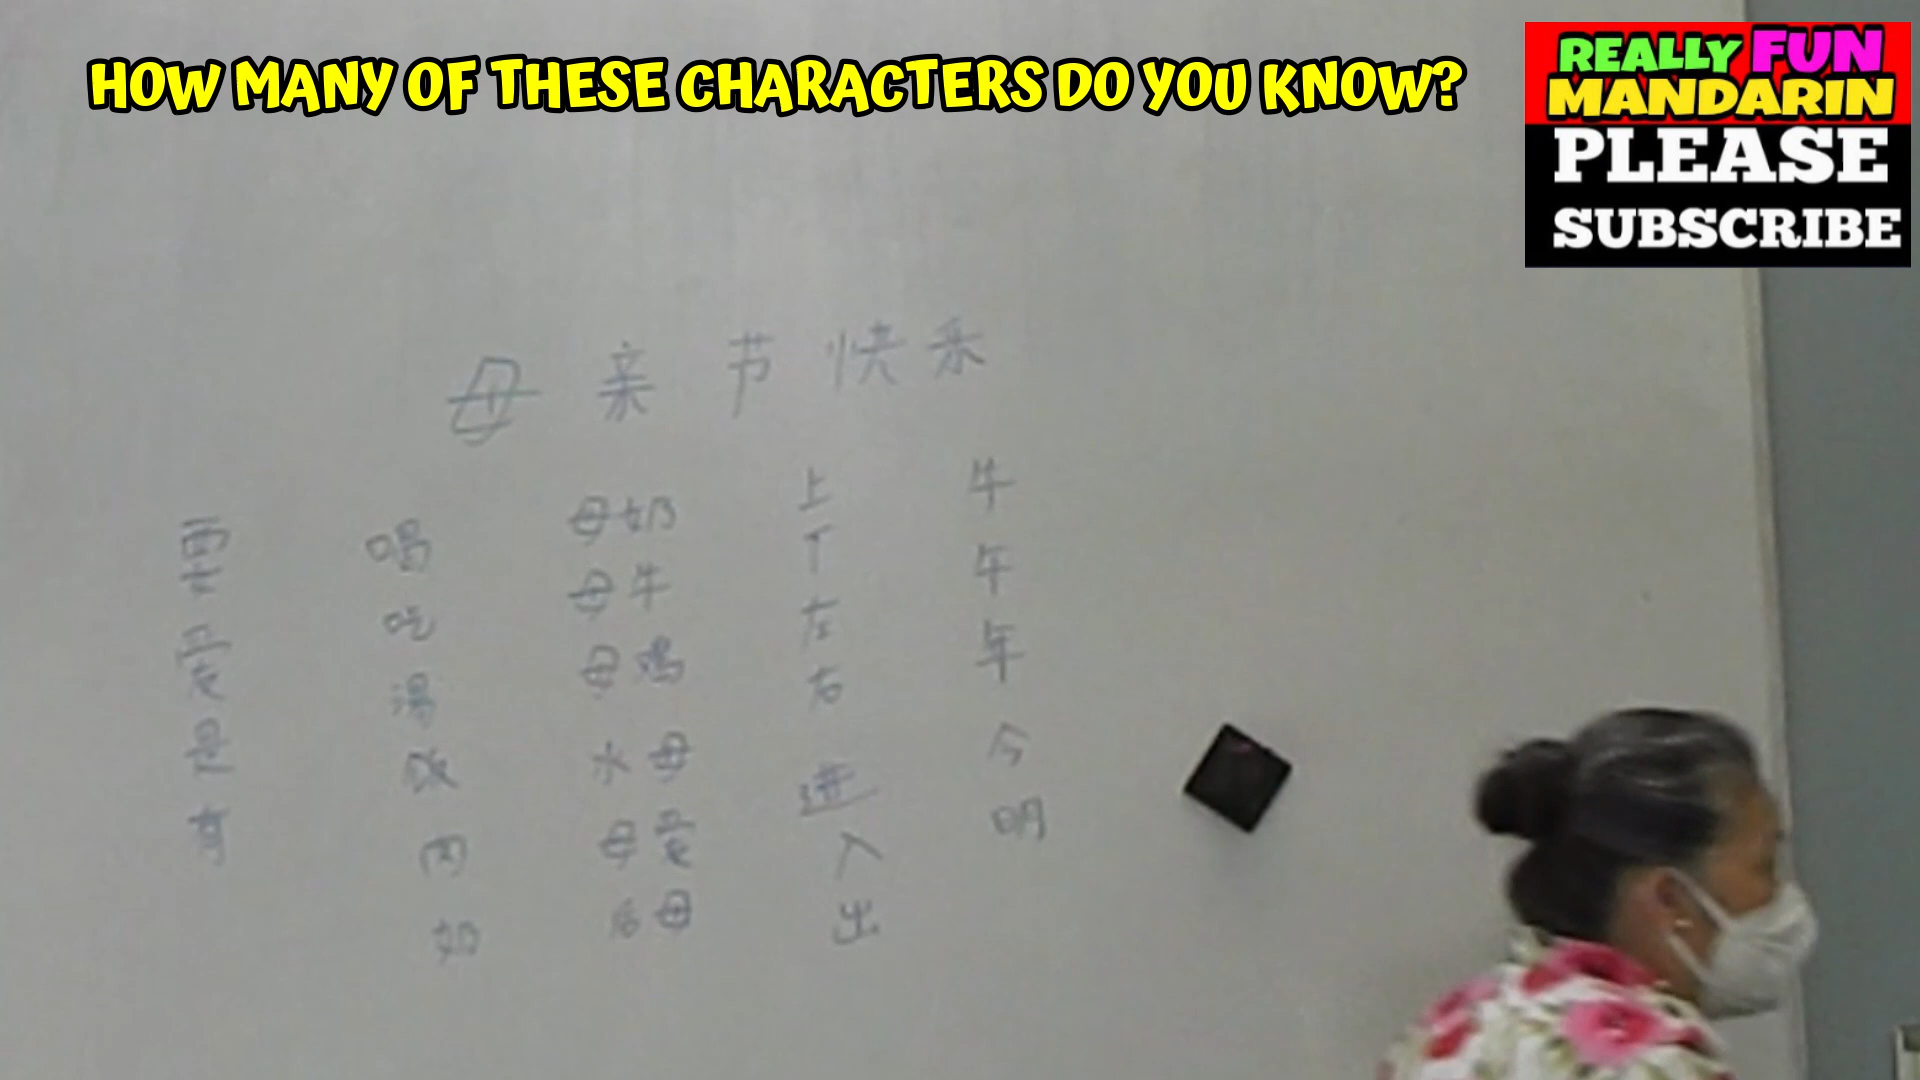 HOW MANY OF THESE CHARACTERS DO YOU KNOW?
REALLY FUN
MANDARIN
PLEASE
SUBSCRIBE
母亲节快乐
要
爱
是
有
喝
吃
汤
饭
肉
奶
母奶
母牛
母鸡
水母
母爱
后母
上
下
左
右
进
入
出
牛
午
年
今
明